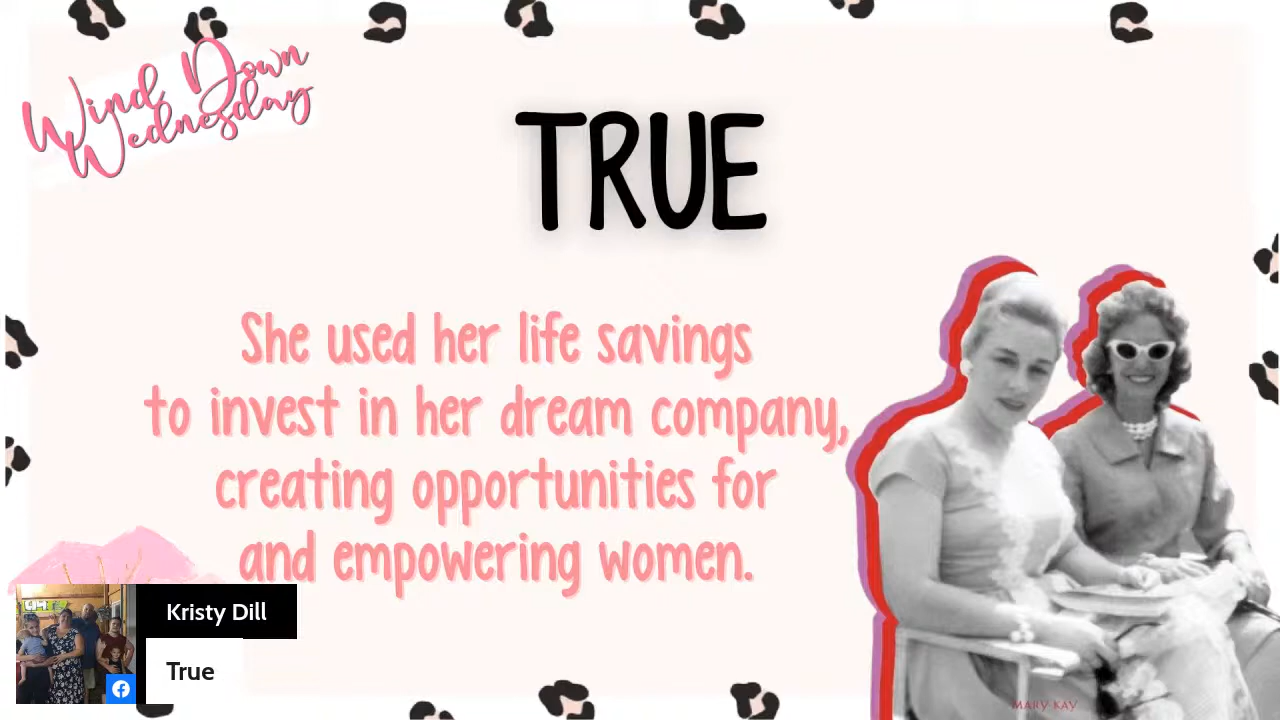 Wind Down
Wednesday
TRUE
She used her life savings
to invest in her dream company,
creating opportunities for
and empowering women.
Kristy Dill
True
MARY KAY